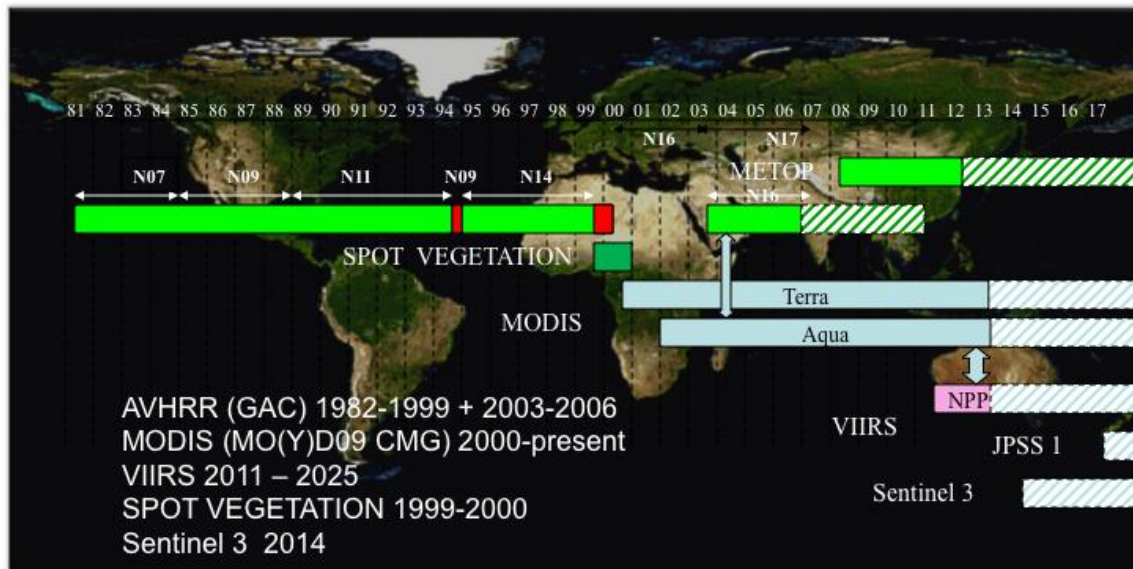 81 82 83 84 85 86 87 88 89 90 91 92 93 94 95 96 97 98 99 00 01 02 03 04 05 06 07 08 09 10 11 12 13 14 15 16 17
N16 N17
METOP
N07 N09 N11 N09 N14 N16
SPOT VEGETATION
Terra
MODIS
Aqua
NPP
VIIRS
JPSS 1
Sentinel 3
AVHRR (GAC) 1982-1999 + 2003-2006
MODIS (MO(Y)D09 CMG) 2000-present
VIIRS 2011 – 2025
SPOT VEGETATION 1999-2000
Sentinel 3 2014